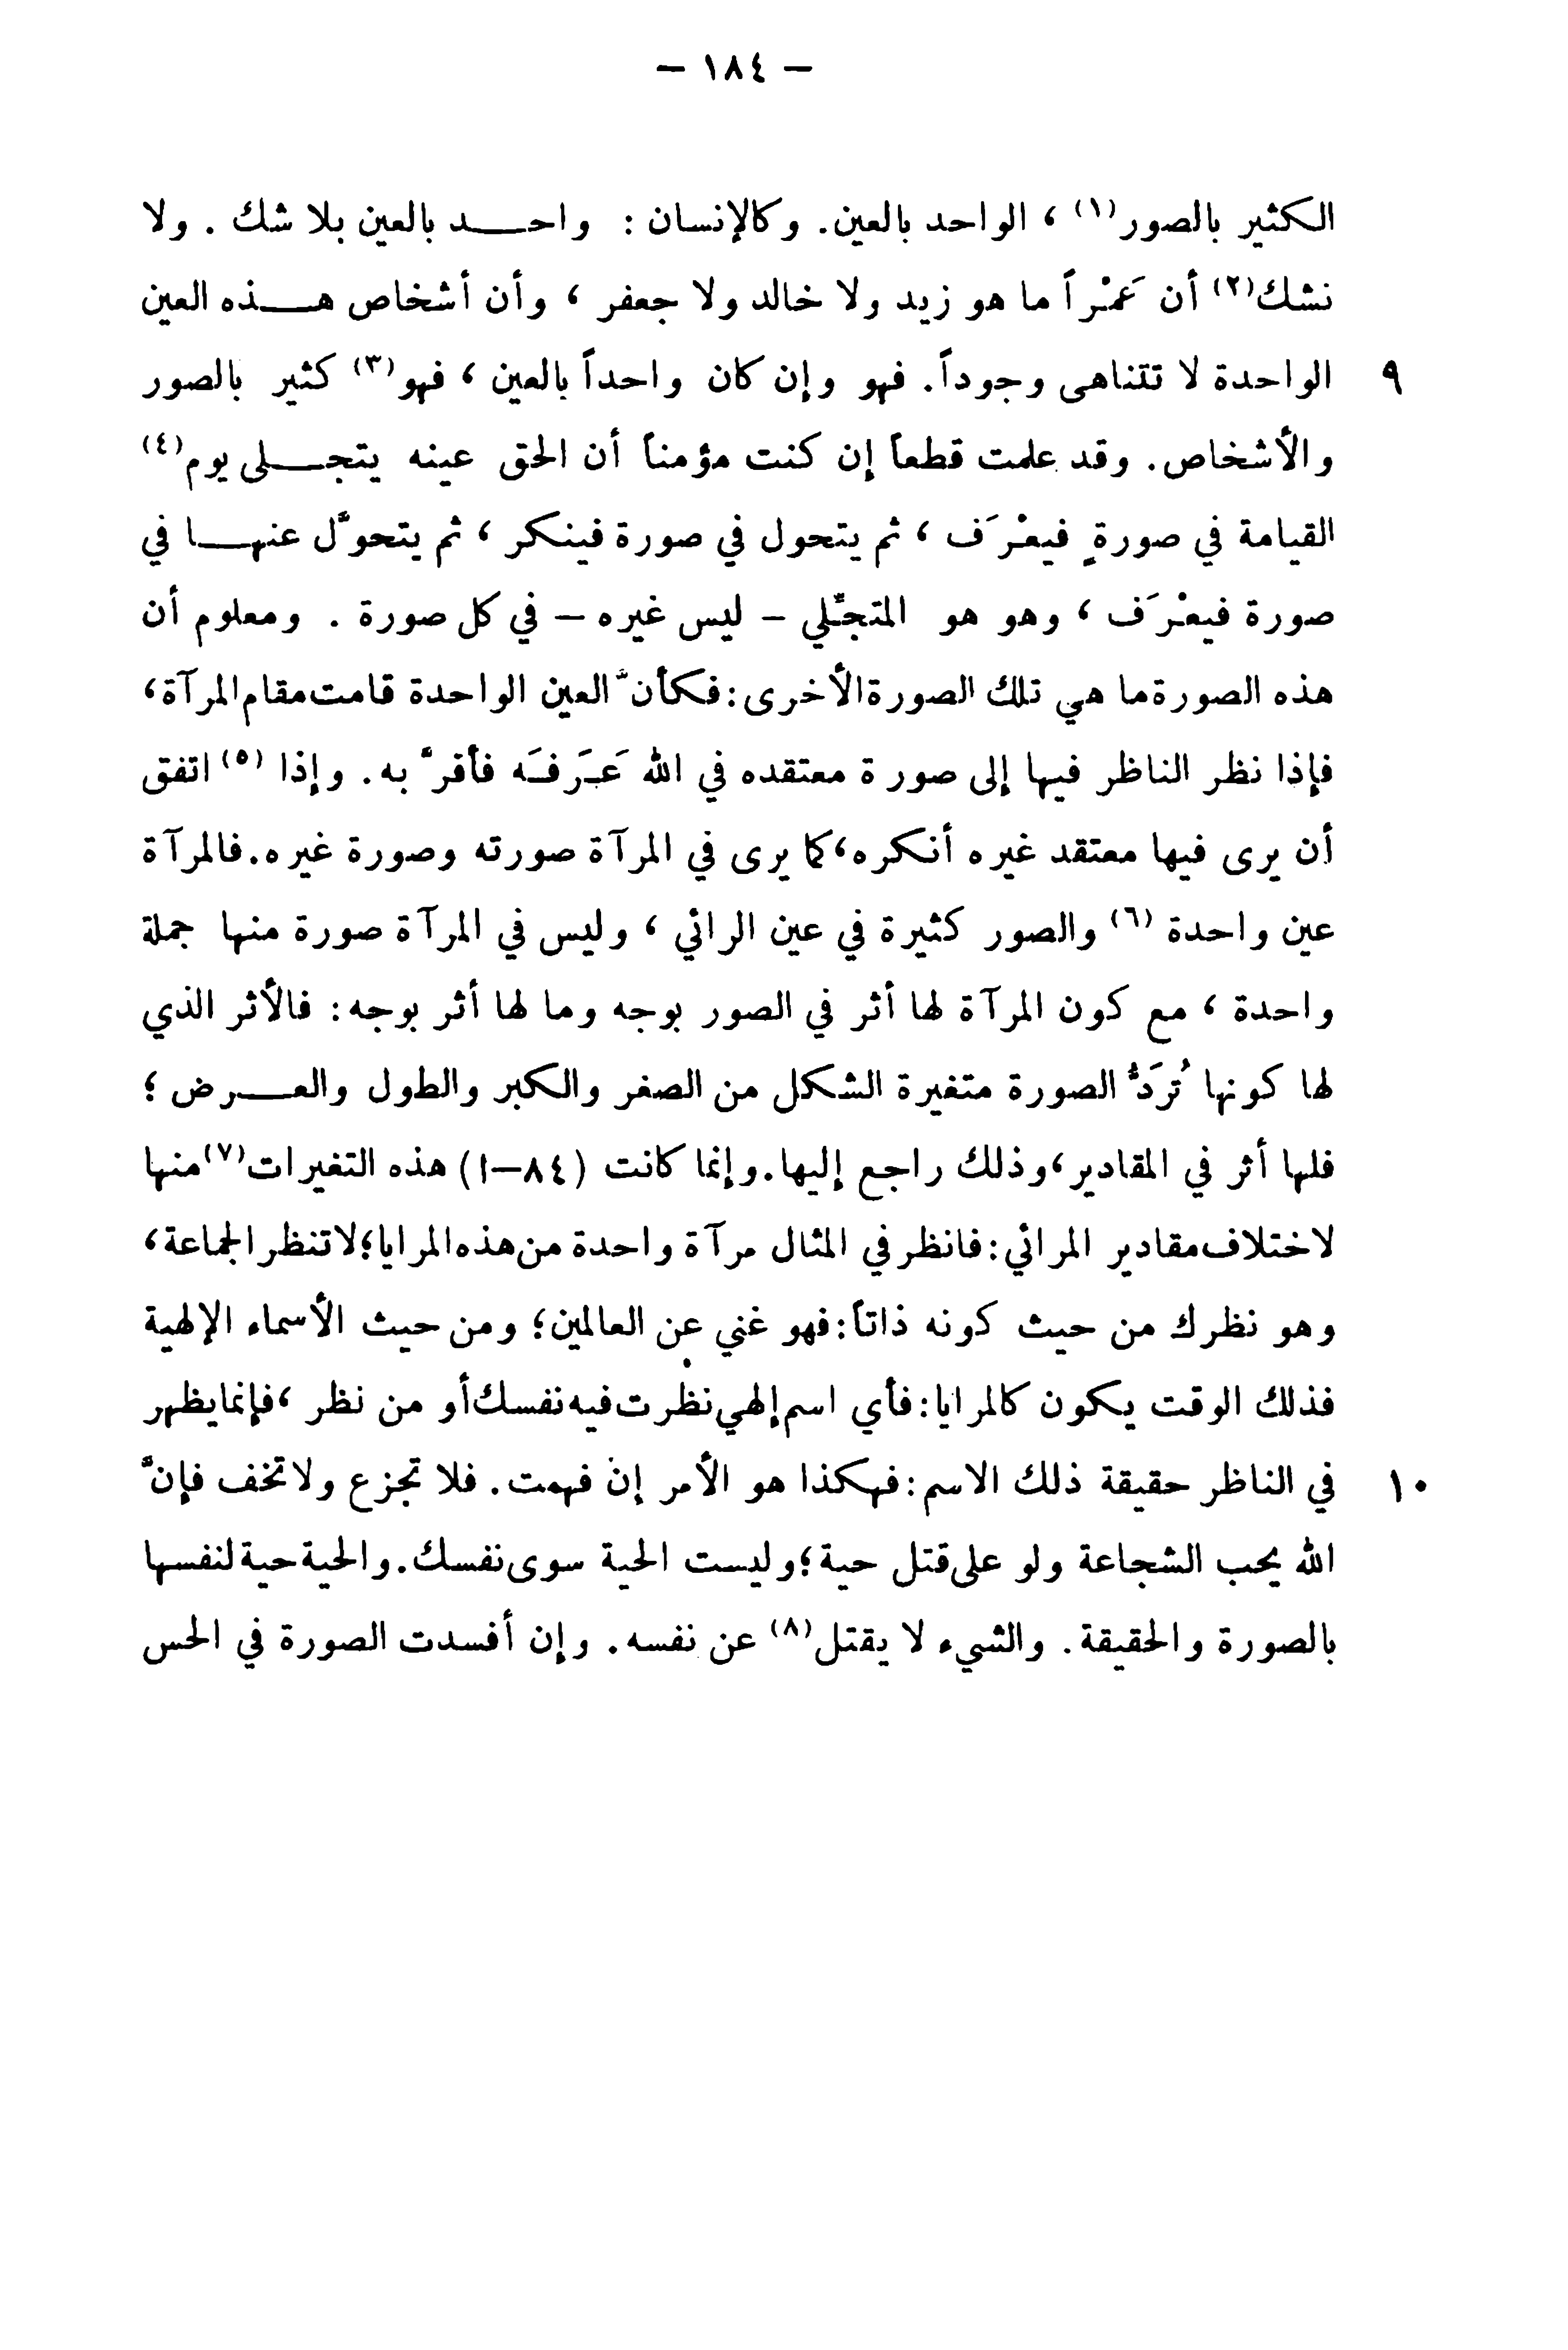 — ١٨٤ —
الكثير بالصور(١) ، الواحد بالعين. وكالإنسان : واحد بالعين بلا شك . ولا
نشك(٢) أن عَمْراً ما هو زيد ولا خالد ولا جعفر ، وأن أشخاص هذه العين
٩ الواحدة لا تتناهى وجوداً. فهو وإن كان واحداً بالعين ، فهو(٣) كثير بالصور
والأشخاص. وقد علمت قطعاً إن كنت مؤمناً أن الحق عينه يتجلى يوم(٤)
القيامة في صورةٍ فيعْرَف ، ثم يتحول في صورة فينكر ، ثم يتحوَّل عنها في
صورة فيعْرَف ، وهو هو المتجَلِّي – ليس غيره – في كل صورة . ومعلوم أن
هذه الصورة ما هي تلك الصورة الأخرى: فكأنَّ العين الواحدة قامت مقام المرآة،
فإذا نظر الناظر فيها إلى صورة معتقده في الله عَرَفَه فأقرَّ به. وإذا (٥) اتفق
أن يرى فيها معتقد غيره أنكره، كما يرى في المرآة صورته وصورة غيره. فالمرآة
عين واحدة (٦) والصور كثيرة في عين الرائي ، وليس في المرآة صورة منها جملة
واحدة ، مع كون المرآة لها أثر في الصور بوجه وما لها أثر بوجه: فالأثر الذي
لها كونها تُرَدُّ الصورة متغيرة الشكل من الصغر والكبر والطول والعرض ؛
فلها أثر في المقادير، وذلك راجع إليها. وإنما كانت (٨٤–ا) هذه التغيرات(٧) منها
لاختلاف مقادير المرائي: فانظر في المثال مرآة واحدة من هذه المرايا؛ لا تنظر الجماعة،
وهو نظرك من حيث كونه ذاتاً: فهو غني عن العالمين؛ ومن حيث الأسماء الإلهية
فذلك الوقت يكون كالمرايا: فأي اسم إلهي نظرت فيه نفسك أو من نظر ، فإنما يظهر
١٠ في الناظر حقيقة ذلك الاسم: فهكذا هو الأمر إن فهمت. فلا تجزع ولا تخف فإنَّ
الله يحب الشجاعة ولو على قتل حية؛ وليست الحية سوى نفسك. والحية حية لنفسها
بالصورة والحقيقة. والشيء لا يقتل(٨) عن نفسه. وإن أفسدت الصورة في الحس